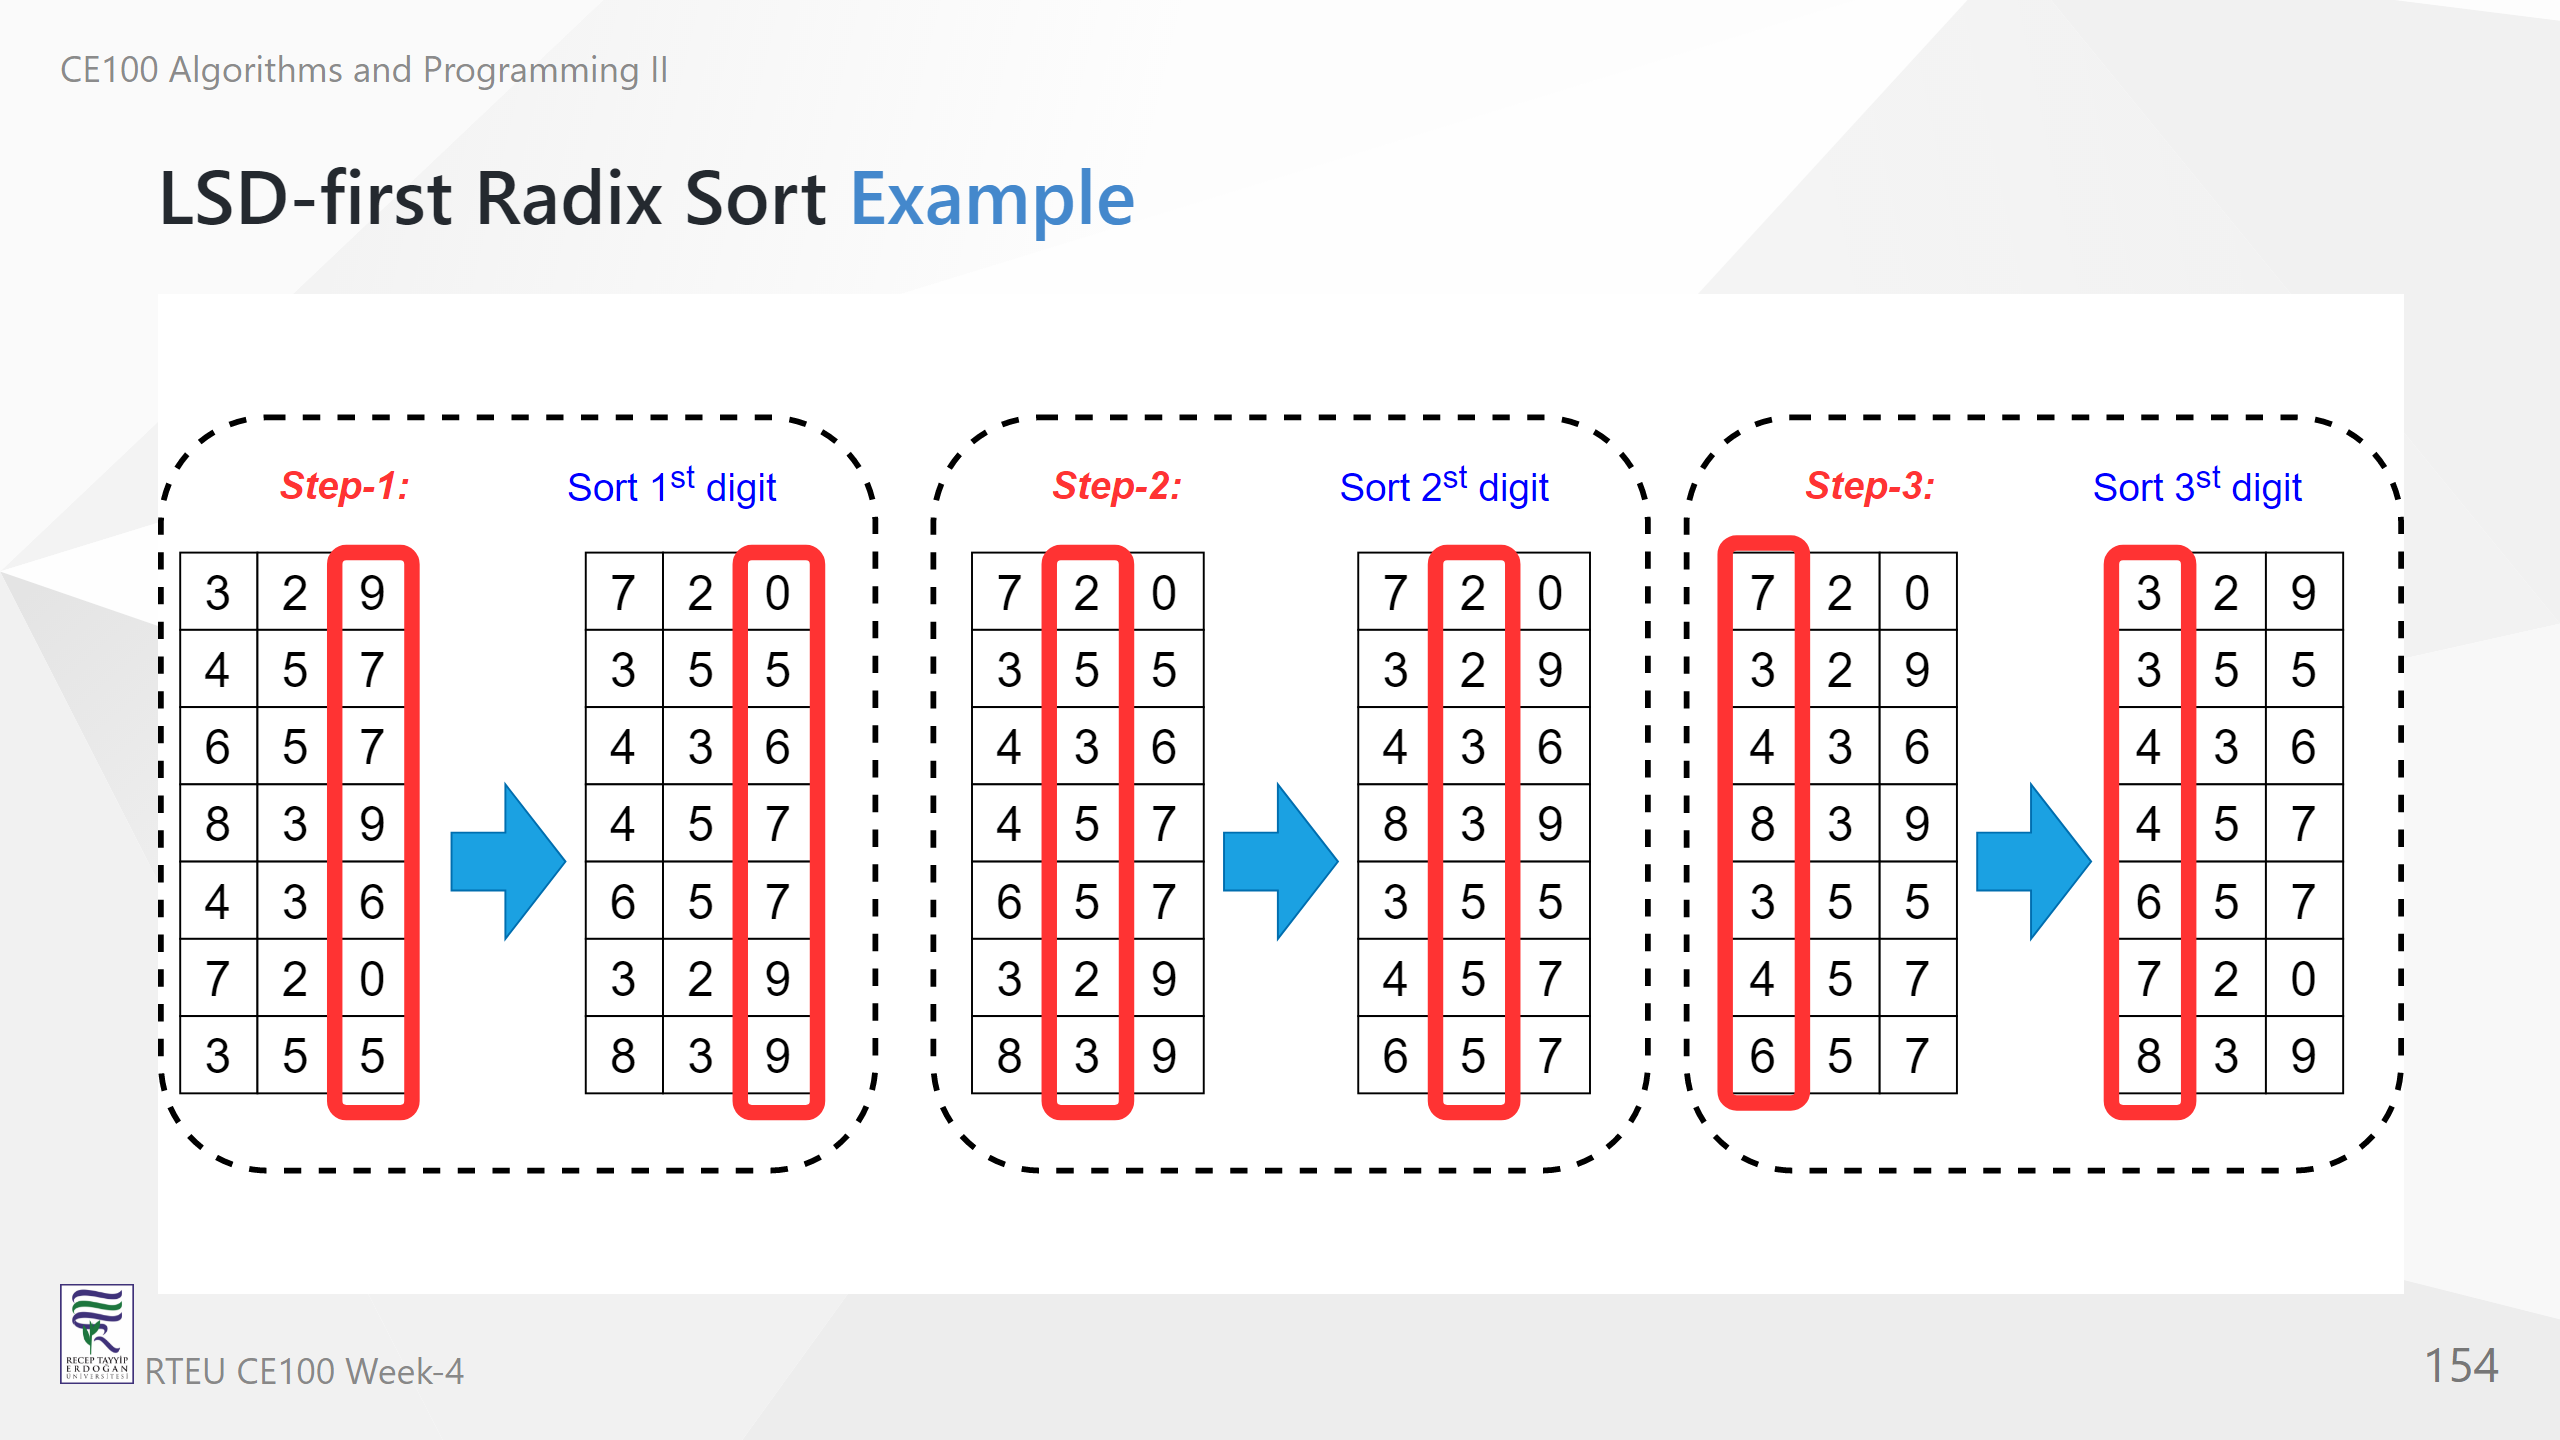 CE100 Algorithms and Programming II
LSD-first Radix Sort Example
Step-1: Sort 1st digit
3 2 9 7 2 0
4 5 7 3 5 5
6 5 7 4 3 6
8 3 9 4 5 7
4 3 6 6 5 7
7 2 0 3 2 9
3 5 5 8 3 9
Step-2: Sort 2st digit
7 2 0 7 2 0
3 5 5 3 2 9
4 3 6 4 3 6
4 5 7 8 3 9
6 5 7 3 5 5
3 2 9 4 5 7
8 3 9 6 5 7
Step-3: Sort 3st digit
7 2 0 3 2 9
3 2 9 3 5 5
4 3 6 4 3 6
8 3 9 4 5 7
3 5 5 6 5 7
4 5 7 7 2 0
6 5 7 8 3 9
RECEP TAYYİP
ERDOĞAN
ÜNİVERSİTESİ
RTEU CE100 Week-4
154